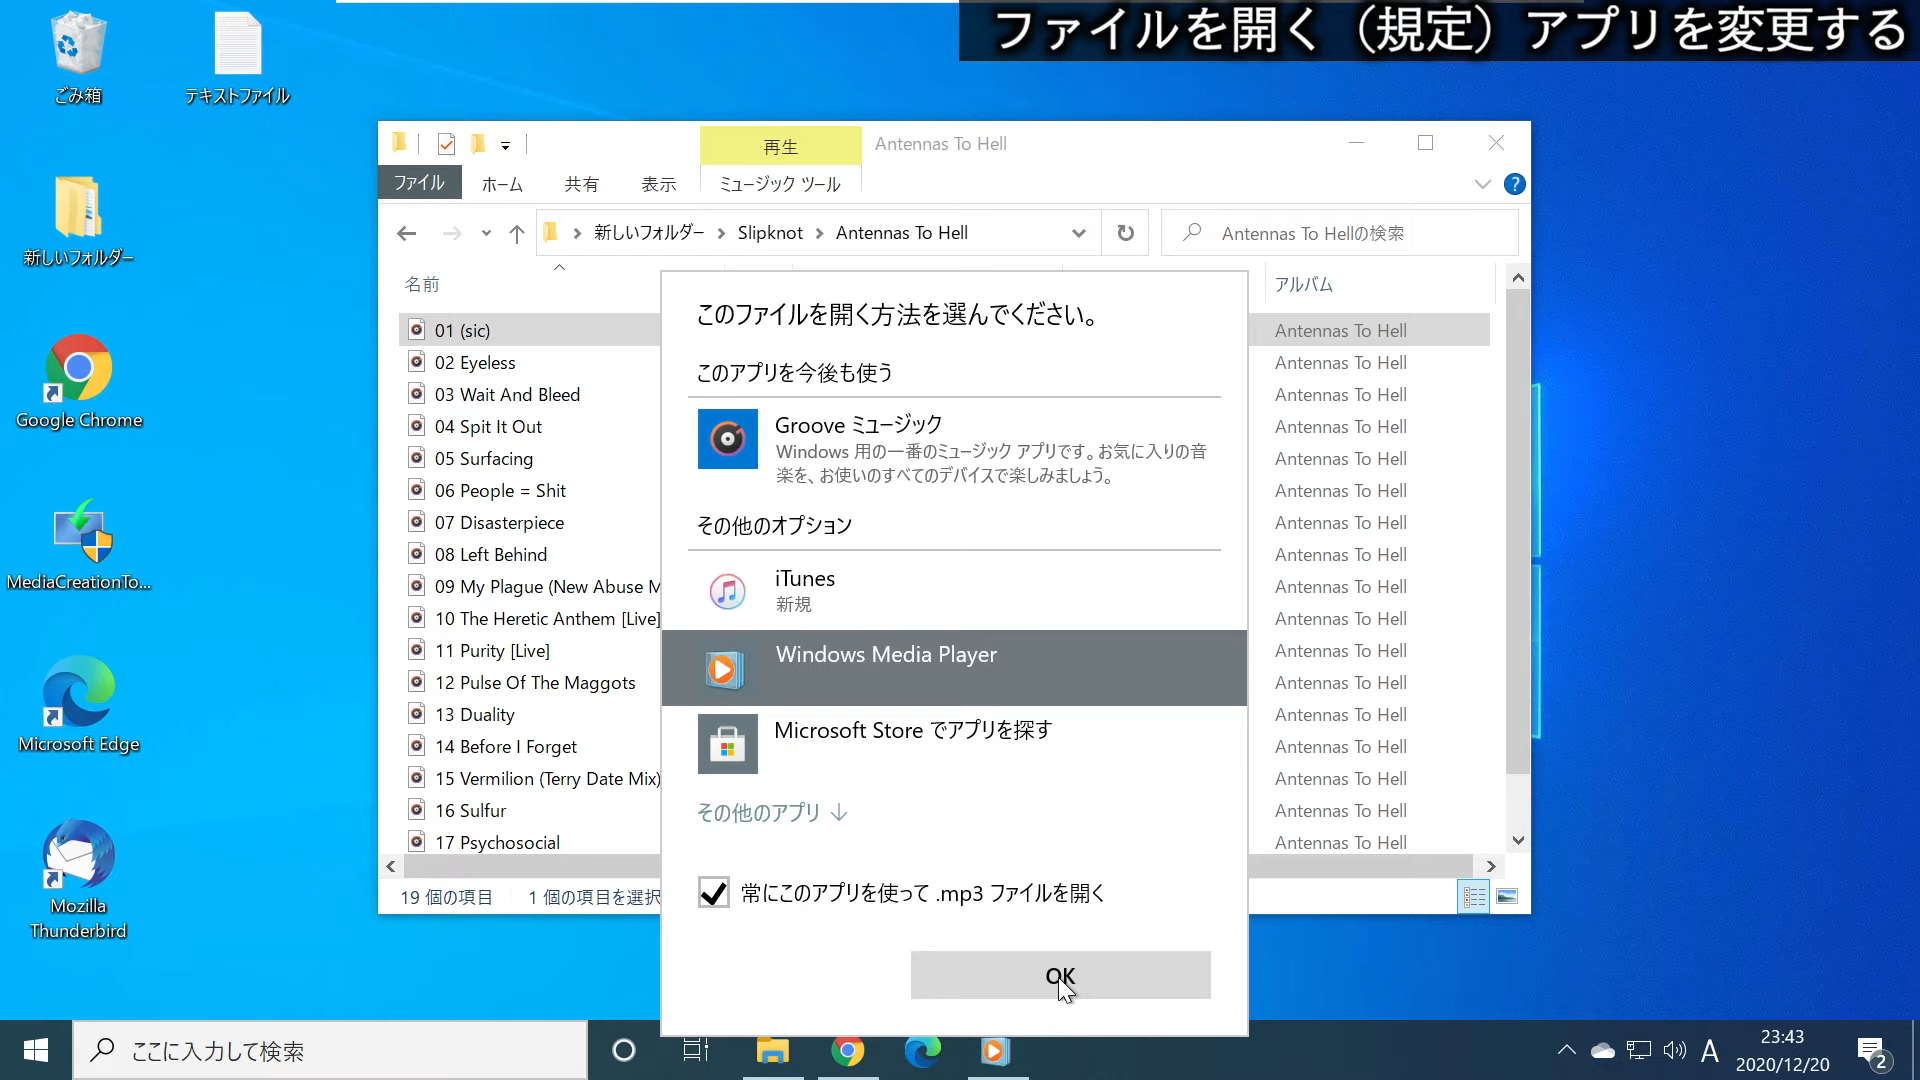 ファイルを開く（規定）アプリを変更する
ごみ箱
テキストファイル
新しいフォルダー
Google Chrome
MediaCreationTo...
Microsoft Edge
Mozilla
Thunderbird
再生
Antennas To Hell
ファイル
ホーム
共有
表示
ミュージック ツール
新しいフォルダー
Slipknot
Antennas To Hell
Antennas To Hellの検索
名前
アルバム
01 (sic)
Antennas To Hell
02 Eyeless
Antennas To Hell
03 Wait And Bleed
Antennas To Hell
04 Spit It Out
Antennas To Hell
05 Surfacing
Antennas To Hell
06 People = Shit
Antennas To Hell
07 Disasterpiece
Antennas To Hell
08 Left Behind
Antennas To Hell
09 My Plague (New Abuse M
Antennas To Hell
10 The Heretic Anthem [Live]
Antennas To Hell
11 Purity [Live]
Antennas To Hell
12 Pulse Of The Maggots
Antennas To Hell
13 Duality
Antennas To Hell
14 Before I Forget
Antennas To Hell
15 Vermilion (Terry Date Mix)
Antennas To Hell
16 Sulfur
Antennas To Hell
17 Psychosocial
Antennas To Hell
19 個の項目
1 個の項目を選択
このファイルを開く方法を選んでください。
このアプリを今後も使う
Groove ミュージック
Windows 用の一番のミュージック アプリです。お気に入りの音
楽を、お使いのすべてのデバイスで楽しみましょう。
その他のオプション
iTunes
新規
Windows Media Player
Microsoft Store でアプリを探す
その他のアプリ ↓
常にこのアプリを使って .mp3 ファイルを開く
OK
ここに入力して検索
A
23:43
2020/12/20
2